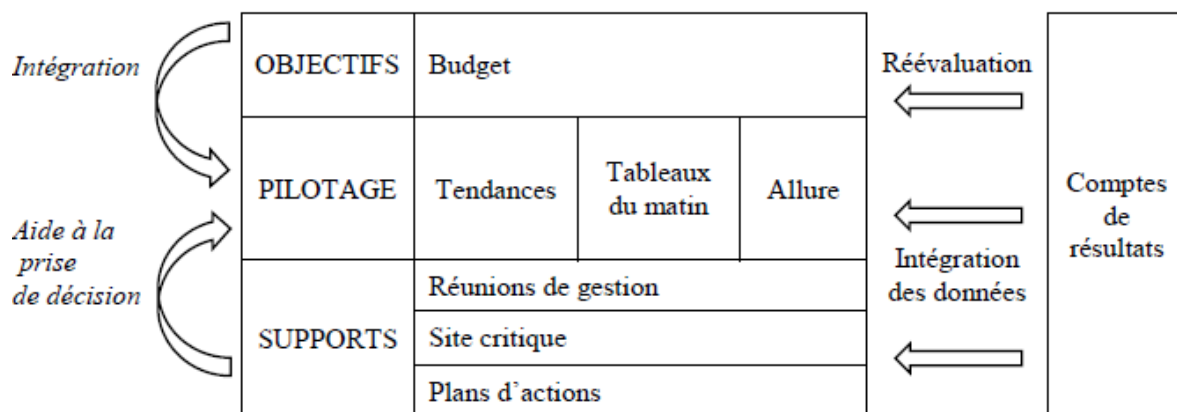 Intégration
OBJECTIFS
Budget
Réévaluation
PILOTAGE
Tendances
Tableaux
du matin
Allure
Comptes
de
résultats
Aide à la
prise
de décision
Intégration
des données
SUPPORTS
Réunions de gestion
Site critique
Plans d’actions